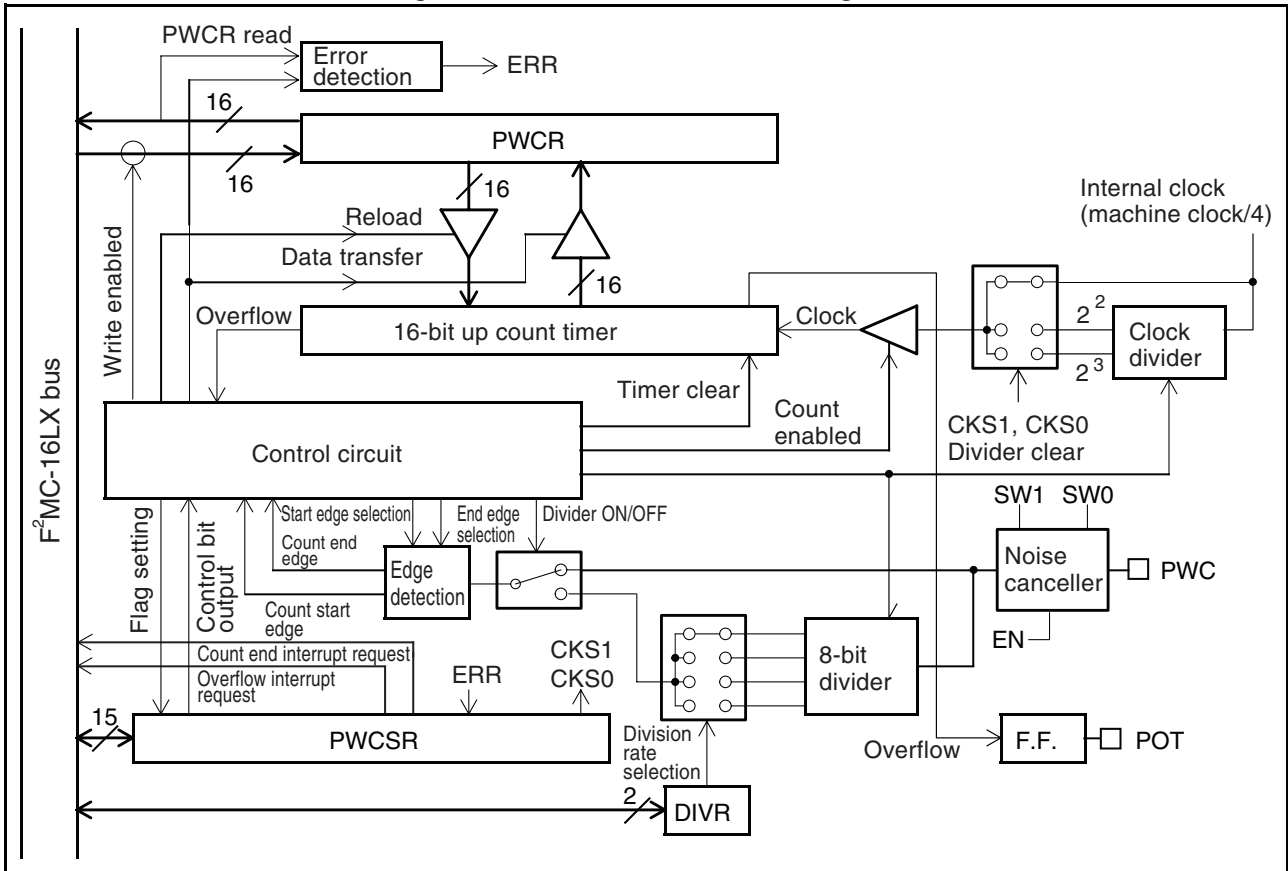 PWCR read
Error
detection
ERR
16
PWCR
16
16
Internal clock
(machine clock/4)
Reload
Write enabled
Data transfer
16
Overflow
16-bit up count timer
Clock
2²
Clock
divider
2³
F²MC-16LX bus
Timer clear
Count
enabled
CKS1, CKS0
Divider clear
Control circuit
SW1 SW0
Flag setting
Control bit
output
Start edge selection
End edge
selection
Divider ON/OFF
Count end
edge
Edge
detection
Noise
canceller
PWC
Count start
edge
EN
Count end interrupt request
Overflow interrupt
request
ERR
CKS1
CKS0
8-bit
divider
15
PWCSR
Division
rate
selection
Overflow
F.F.
POT
2
DIVR